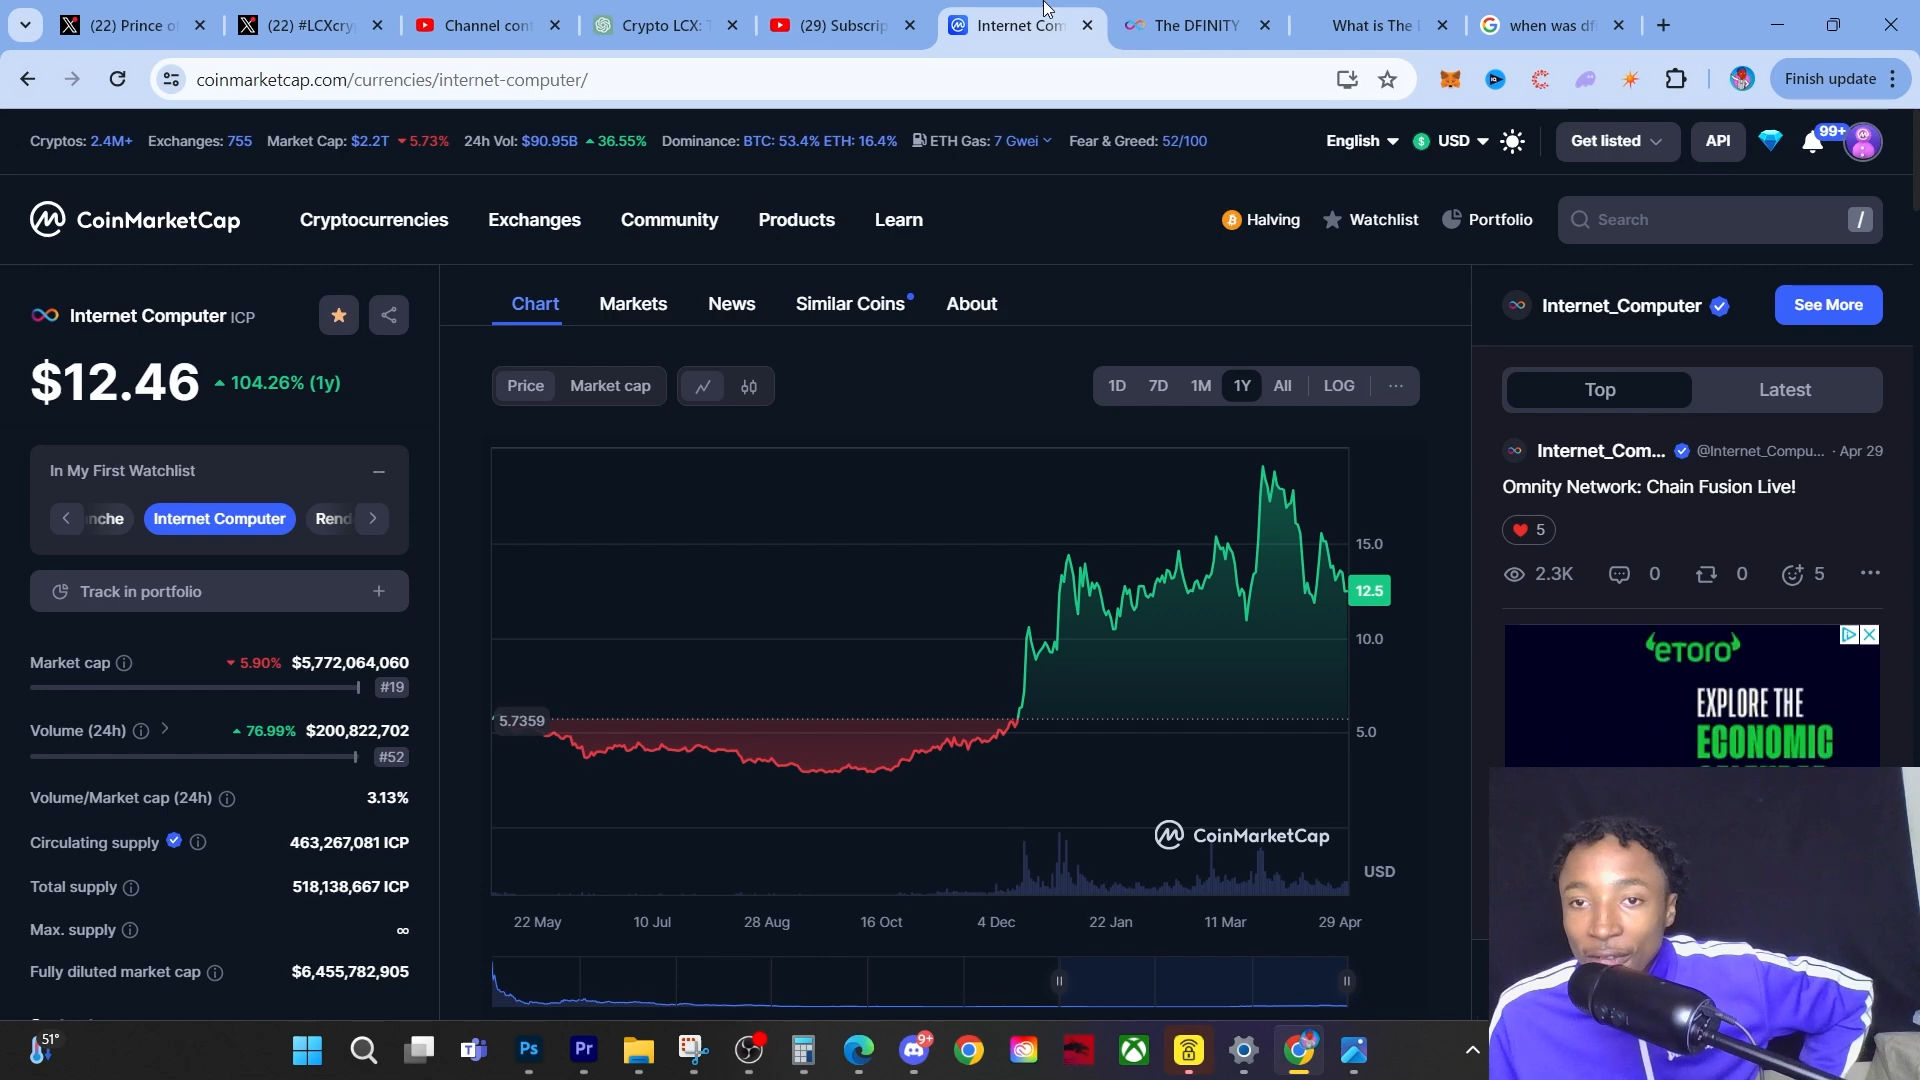 (22) Prince o
(22) #LCXcry
Channel cont
Crypto LCX: T
(29) Subscrip
Internet Com
The DFINITY
What is The D
when was dfi
coinmarketcap.com/currencies/internet-computer/
Finish update
Cryptos: 2.4M+ Exchanges: 755 Market Cap: $2.2T 5.73% 24h Vol: $90.95B 36.55% Dominance: BTC: 53.4% ETH: 16.4% ETH Gas: 7 Gwei Fear & Greed: 52/100
English USD Get listed API 99+
CoinMarketCap
Cryptocurrencies Exchanges Community Products Learn
Halving Watchlist Portfolio Search /
Internet Computer ICP
$12.46 104.26% (1y)
In My First Watchlist
nche Internet Computer Rend
Track in portfolio +
Market cap 5.90% $5,772,064,060
#19
Volume (24h) 76.99% $200,822,702
#52
Volume/Market cap (24h) 3.13%
Circulating supply 463,267,081 ICP
Total supply 518,138,667 ICP
Max. supply ∞
Fully diluted market cap $6,455,782,905
Chart Markets News Similar Coins About
Price Market cap
1D 7D 1M 1Y All LOG ...
15.0
12.5
10.0
5.7359
5.0
CoinMarketCap
USD
22 May 10 Jul 28 Aug 16 Oct 4 Dec 22 Jan 11 Mar 29 Apr
Internet_Computer See More
Top Latest
Internet_Com... @Internet_Compu... · Apr 29
Omnity Network: Chain Fusion Live!
5
2.3K 0 0 5
eToro
EXPLORE THE
ECONOMIC
51°
Ps
Pr
9+